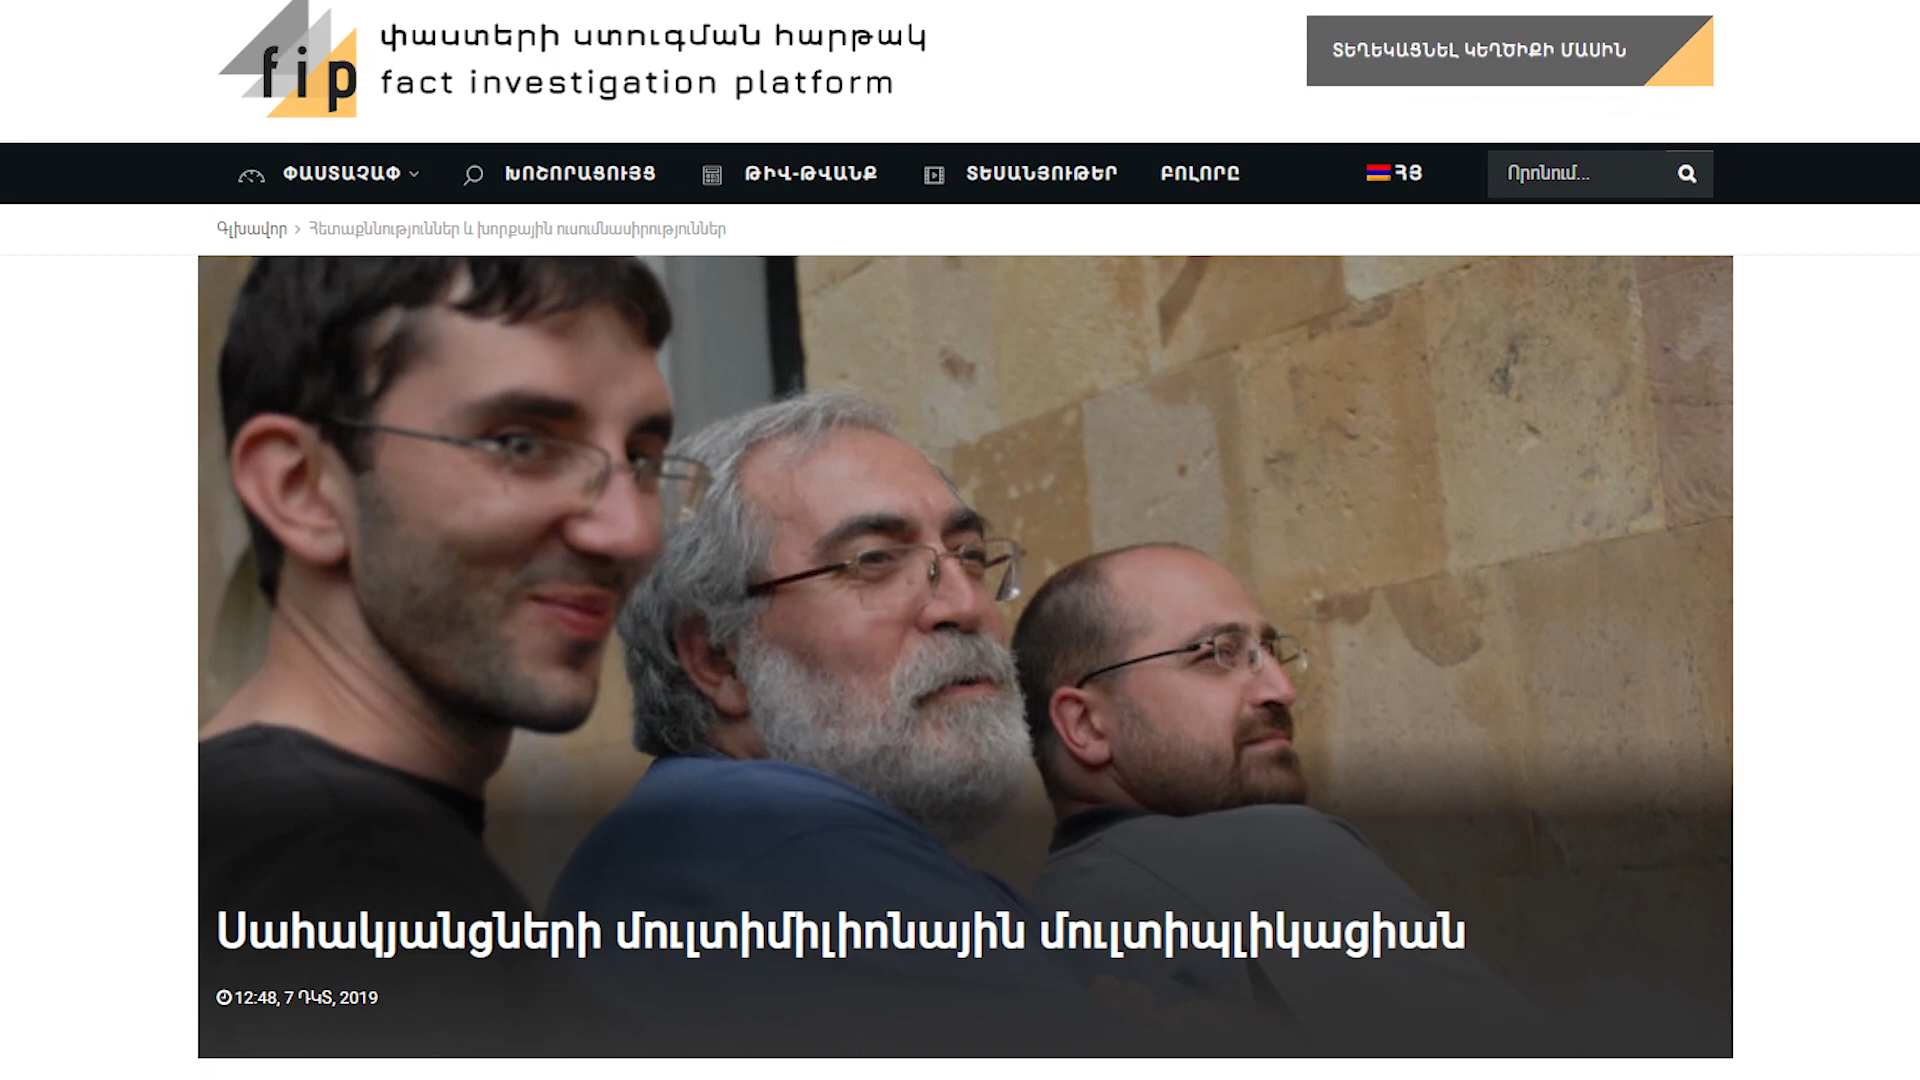 fip
փաստերի ստուգման հարթակ
fact investigation platform
ՏԵՂԵԿԱՑՆԵԼ ԿԵՂԾԻՔԻ ՄԱՍԻՆ
ՓԱՍՏԱՉԱՓ ԽՈՇՈՐԱՑՈՒՅՑ ԹԻՎ-ԹՎԱՆՔ ՏԵՍԱՆՅՈՒԹԵՐ ԲՈԼՈՐԸ ՀՅ Որոնում...
Գլխավոր > Հետաքննություններ և խորքային ուսումնասիրություններ
Սահակյանցների մուլտիմիլիոնային մուլտիպլիկացիան
12:48, 7 ԴԿՏ, 2019